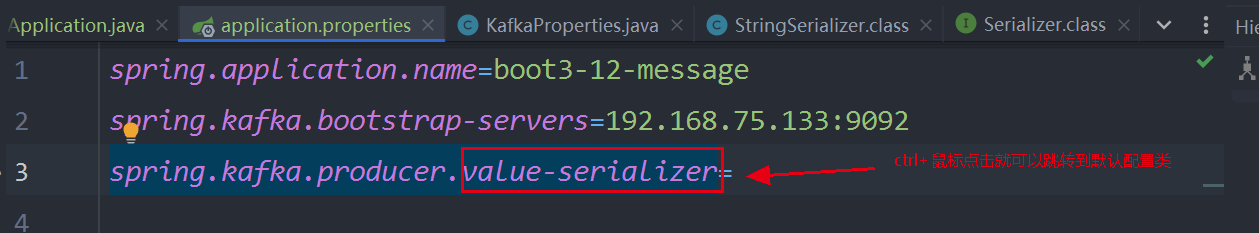 Application.java application.properties KafkaProperties.java StringSerializer.class Serializer.class Hie
1 spring.application.name=boot3-12-message
2 spring.kafka.bootstrap-servers=192.168.75.133:9092
3 spring.kafka.producer.value-serializer= ctrl+鼠标点击就可以跳转到默认配置类
4